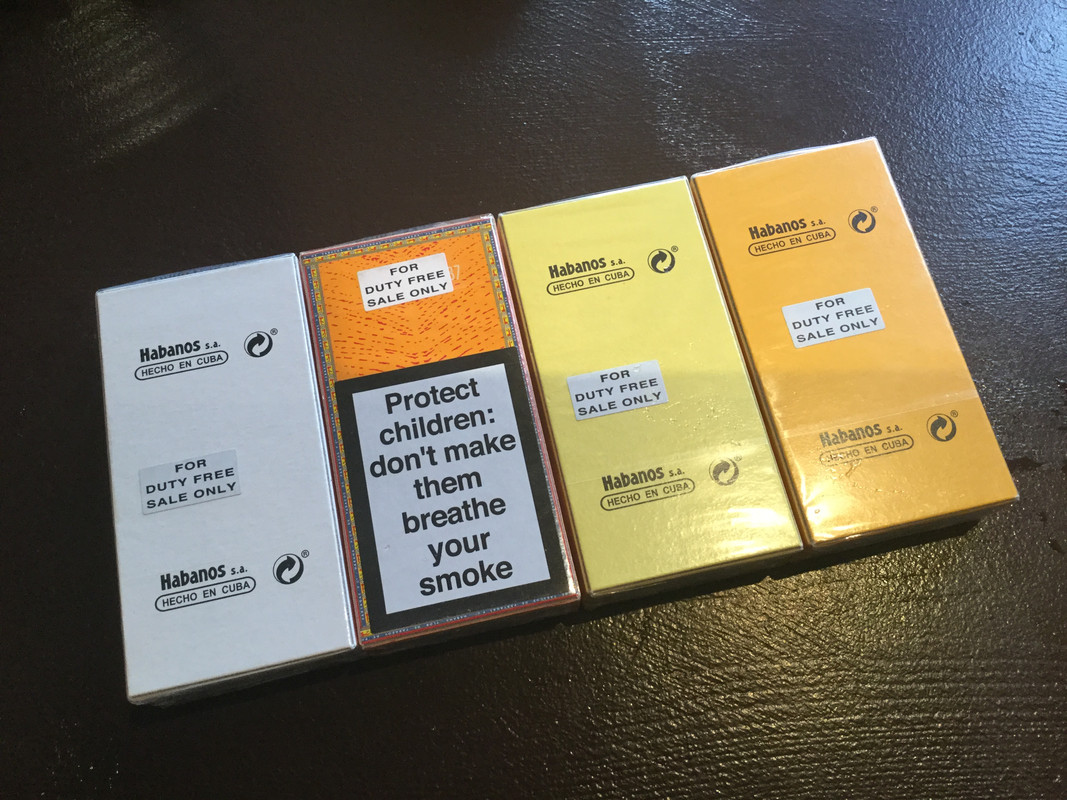 Habanos s.a.
HECHO EN CUBA
®
FOR
DUTY FREE
SALE ONLY
Habanos s.a.
HECHO EN CUBA
®
FOR
DUTY FREE
SALE ONLY
Protect
children:
don't make
them
breathe
your
smoke
Habanos s.a.
HECHO EN CUBA
®
FOR
DUTY FREE
SALE ONLY
Habanos s.a.
HECHO EN CUBA
®
Habanos s.a.
HECHO EN CUBA
®
FOR
DUTY FREE
SALE ONLY
Habanos s.a.
HECHO EN CUBA
®